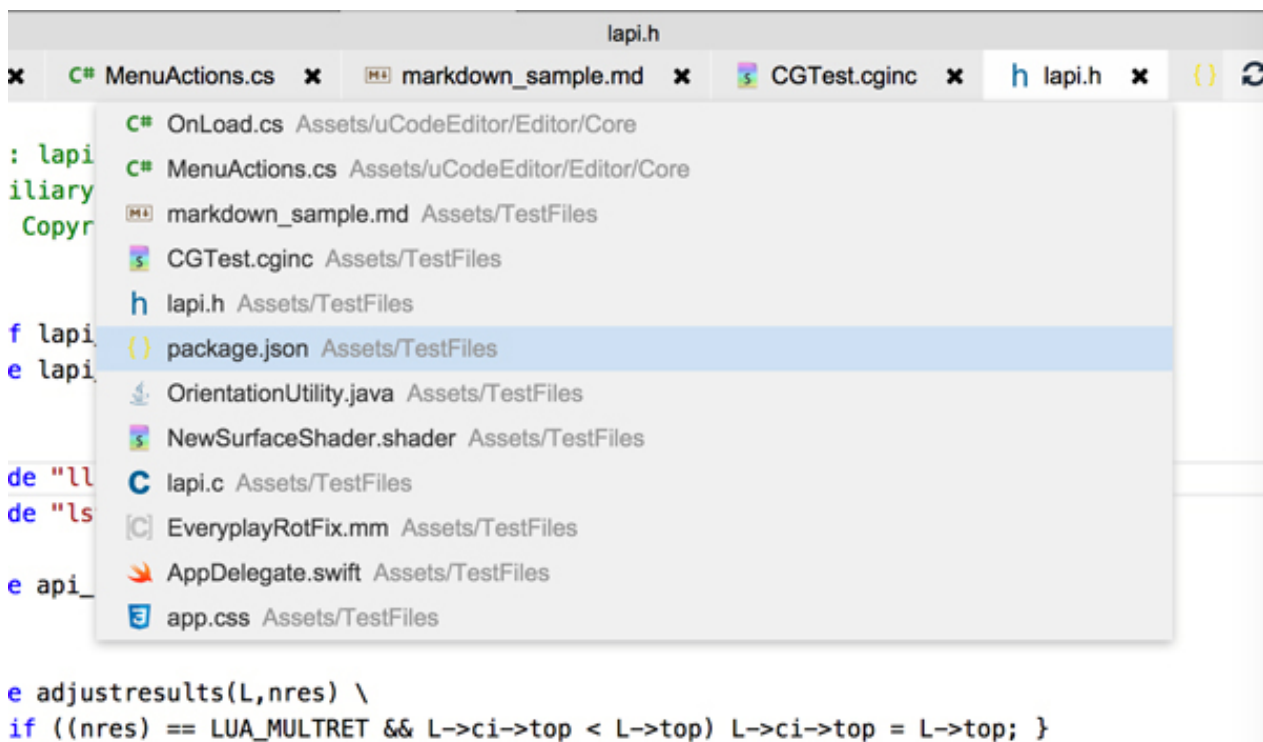 lapi.h
C# MenuActions.cs ✖ M↓ markdown_sample.md ✖ S CGTest.cginc ✖ h lapi.h ✖ {}
C# OnLoad.cs Assets/uCodeEditor/Editor/Core
: lapi
C# MenuActions.cs Assets/uCodeEditor/Editor/Core
iliary
M↓ markdown_sample.md Assets/TestFiles
Copyr
S CGTest.cginc Assets/TestFiles
h lapi.h Assets/TestFiles
f lapi_
{} package.json Assets/TestFiles
e lapi_
OrientationUtility.java Assets/TestFiles
S NewSurfaceShader.shader Assets/TestFiles
de "ll
C lapi.c Assets/TestFiles
de "ls
[C] EveryplayRotFix.mm Assets/TestFiles
AppDelegate.swift Assets/TestFiles
e api_
3 app.css Assets/TestFiles
e adjustresults(L,nres) \
if ((nres) == LUA_MULTRET && L->ci->top < L->top) L->ci->top = L->top; }